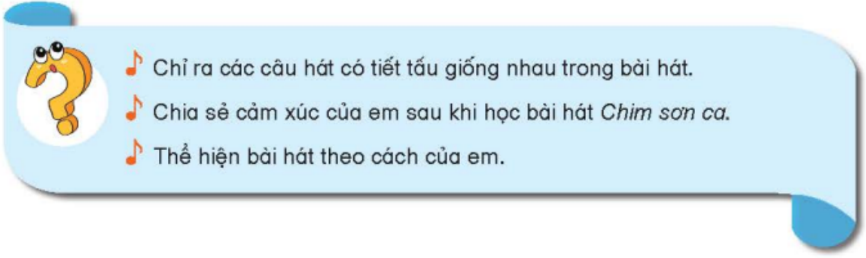 Chỉ ra các câu hát có tiết tấu giống nhau trong bài hát.
Chia sẻ cảm xúc của em sau khi học bài hát Chim sơn ca.
Thể hiện bài hát theo cách của em.